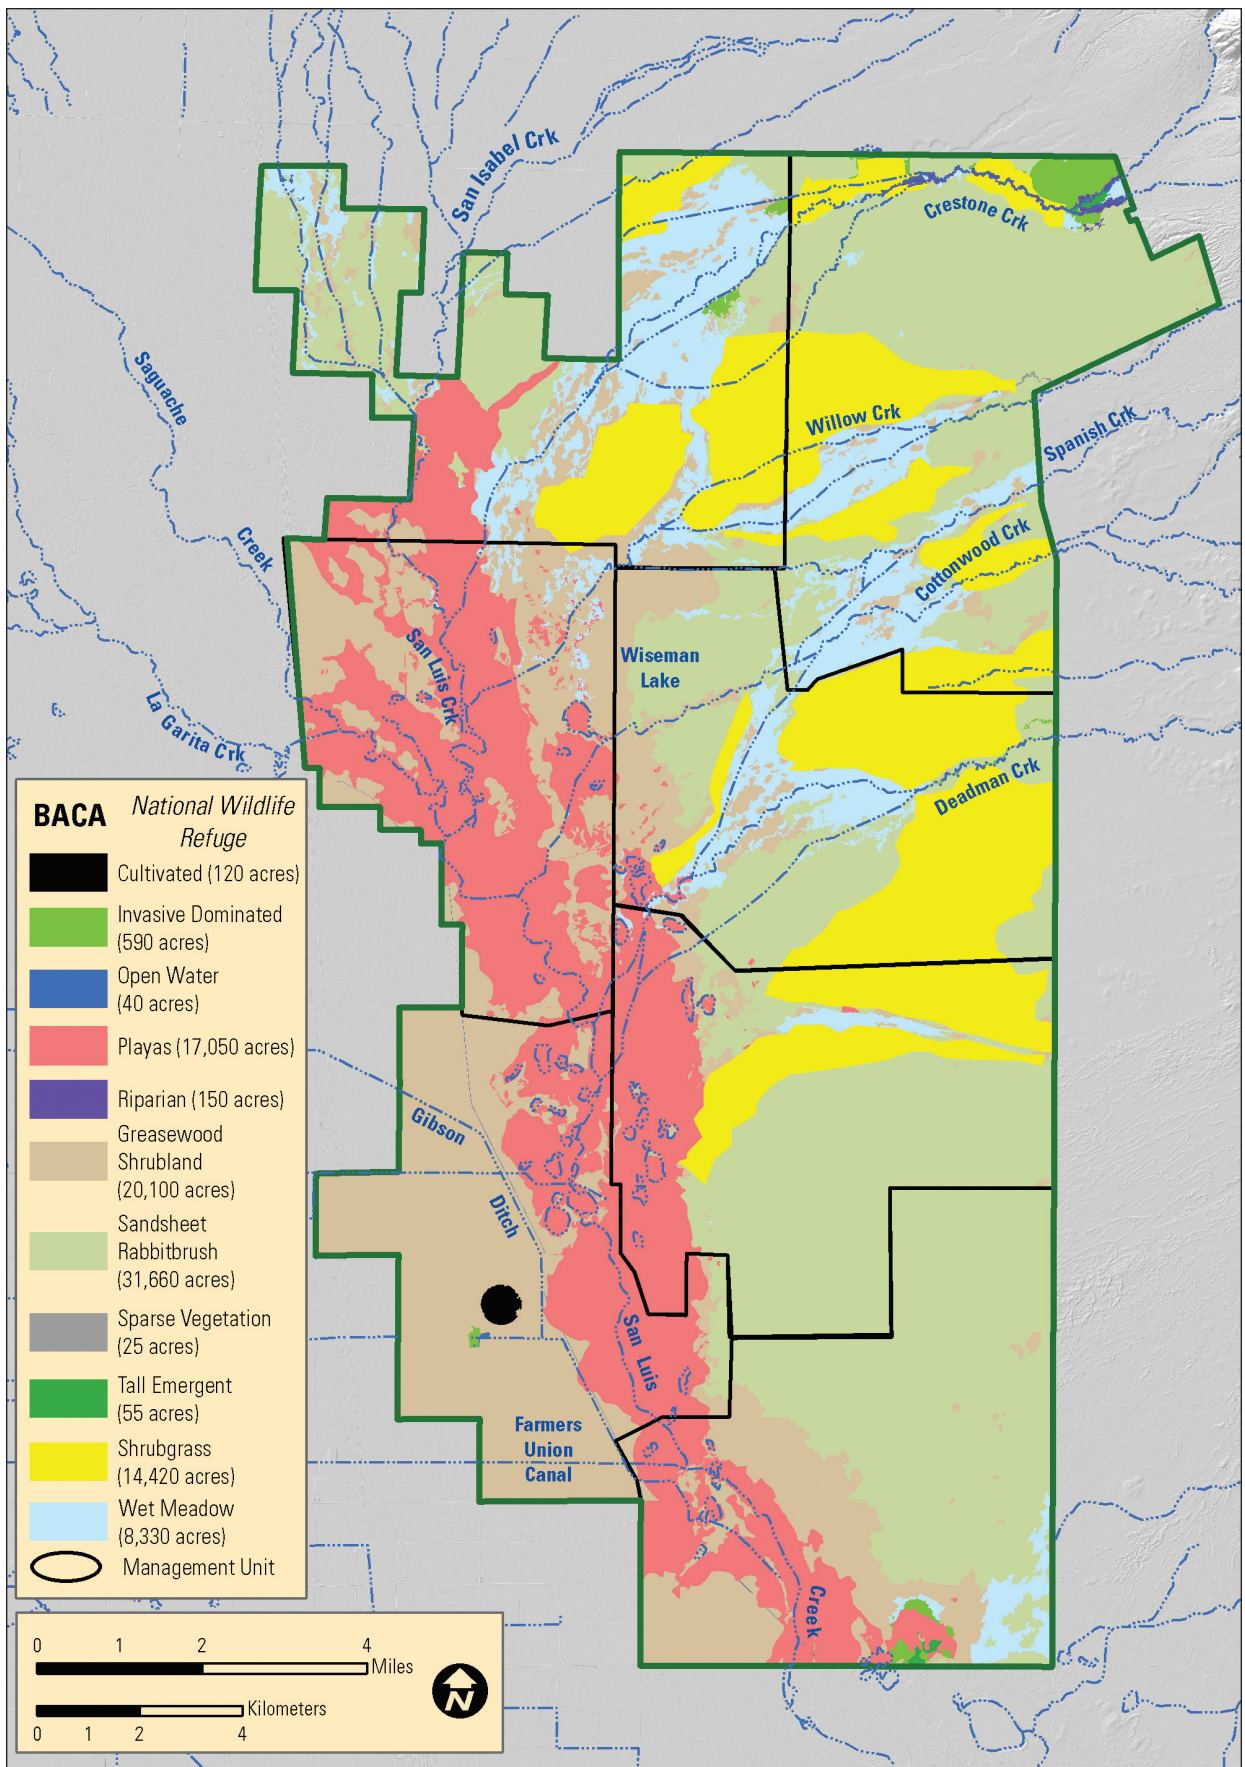 San Isabel Crk
Crestone Crk
Saguache
Creek
Willow Crk
Spanish Crk
Cottonwood Crk
San Luis Crk
Wiseman
Lake
La Garita Crk
Deadman Crk
Gibson
Ditch
San Luis
Creek
Farmers
Union
Canal
BACA National Wildlife
Refuge
Cultivated (120 acres)
Invasive Dominated
(590 acres)
Open Water
(40 acres)
Playas (17,050 acres)
Riparian (150 acres)
Greasewood
Shrubland
(20,100 acres)
Sandsheet
Rabbitbrush
(31,660 acres)
Sparse Vegetation
(25 acres)
Tall Emergent
(55 acres)
Shrubgrass
(14,420 acres)
Wet Meadow
(8,330 acres)
Management Unit
0 1 2 4
Miles
Kilometers
0 1 2 4
N